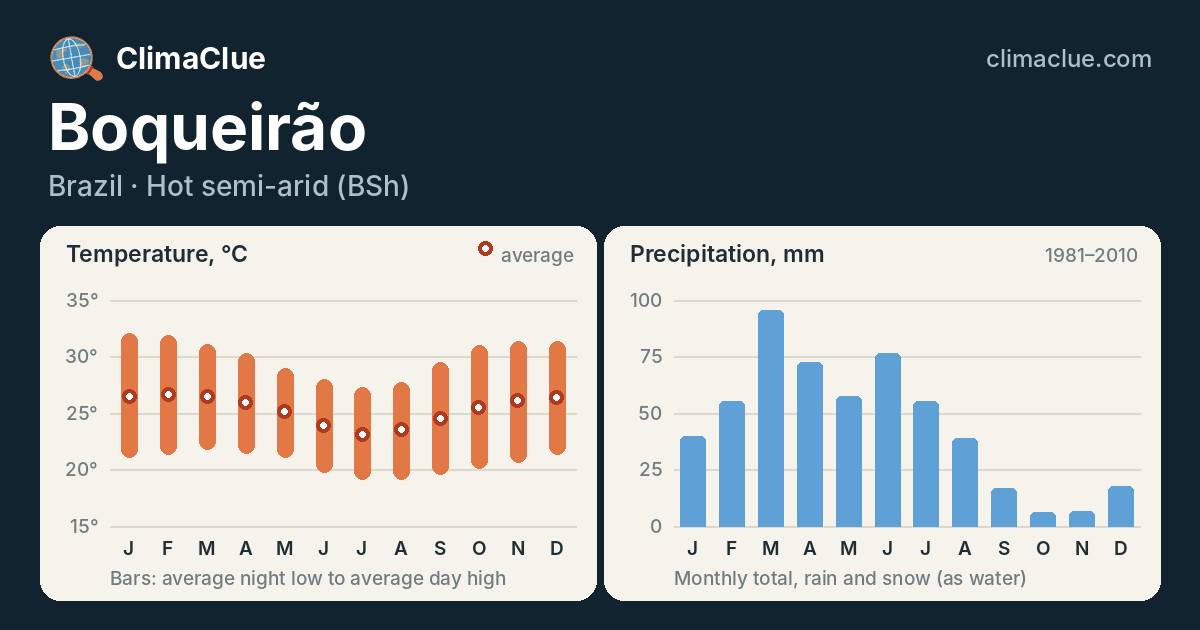 ClimaClue
climaclue.com
Boqueirão
Brazil · Hot semi-arid (BSh)
Temperature, °C
average
35°
30°
25°
20°
15°
J F M A M J J A S O N D
Bars: average night low to average day high
Precipitation, mm
1981–2010
100
75
50
25
0
J F M A M J J A S O N D
Monthly total, rain and snow (as water)